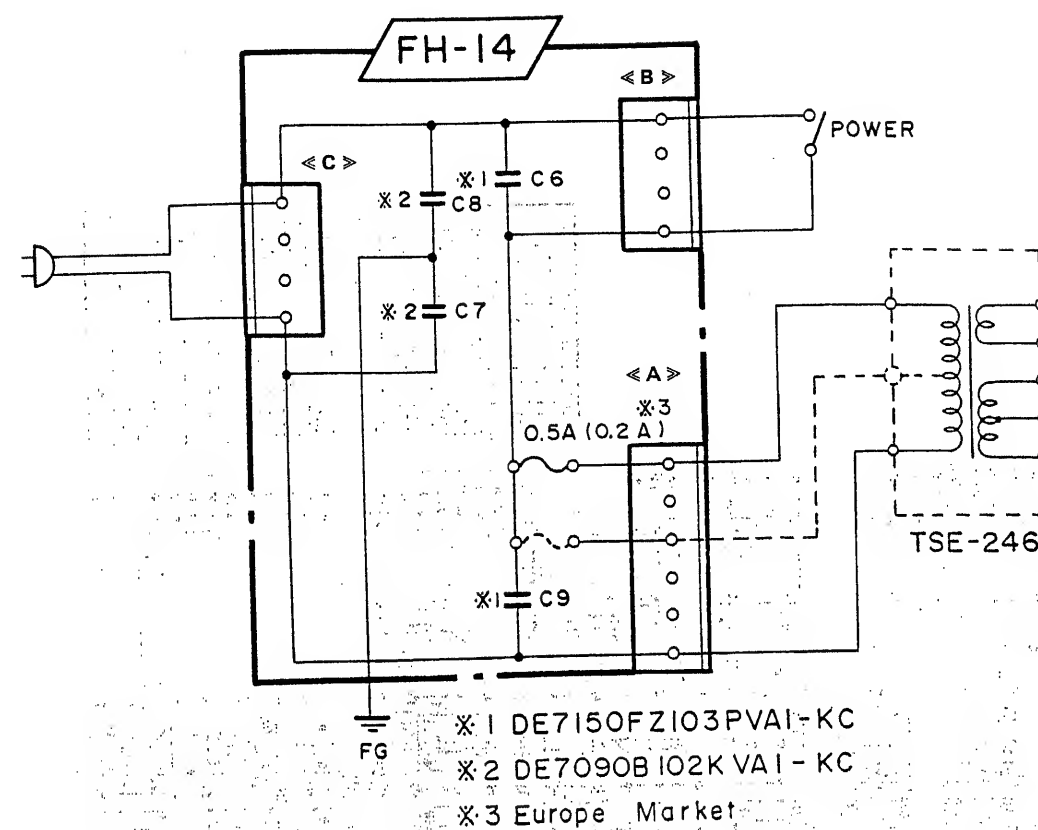 FH-14
≪B≫
POWER
≪C≫
※1 C6
※2 C8
※2 C7
≪A≫
※3
0.5A (0.2A)
TSE-246
※1 C9
FG
※1 DE7150FZ103PVA1-KC
※2 DE7090B102KVA1-KC
※3 Europe Market